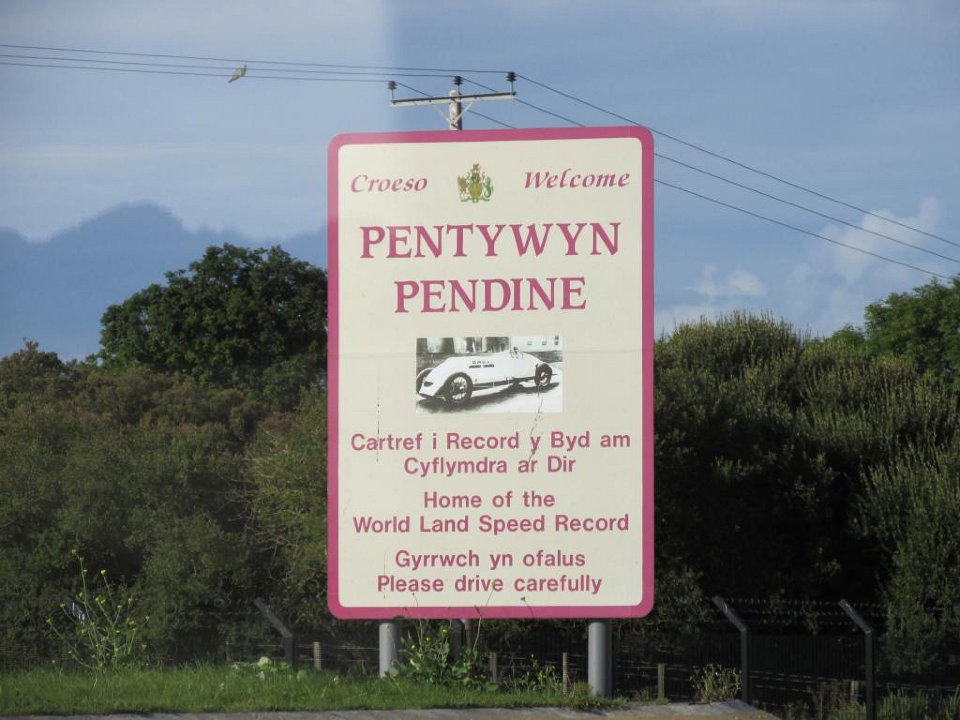 Croeso Welcome
PENTYWYN
PENDINE
Cartref i Record y Byd am
Cyflymdra ar Dir
Home of the
World Land Speed Record
Gyrrwch yn ofalus
Please drive carefully